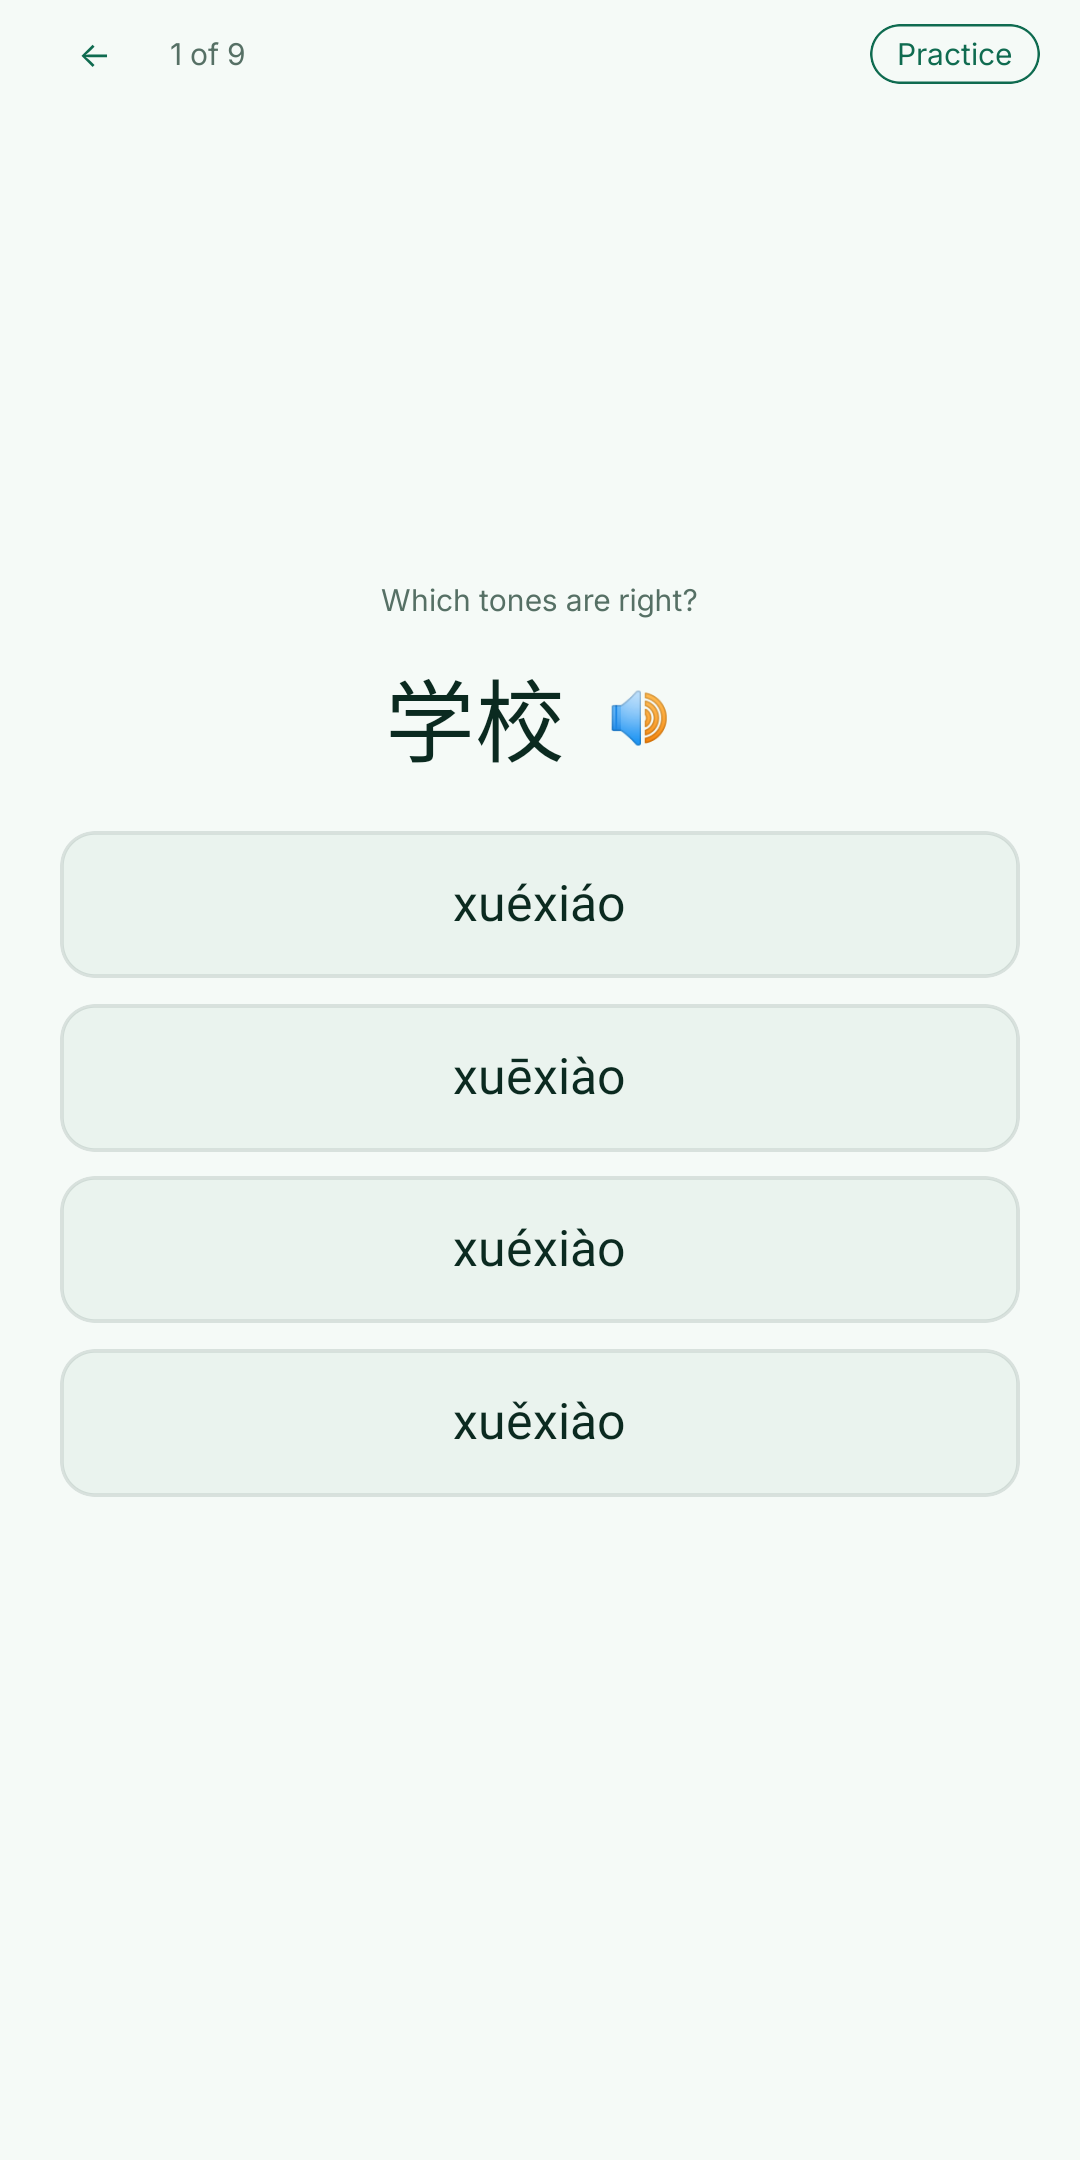 1 of 9
Practice
Which tones are right?
学校
xuéxiáo
xuēxiào
xuéxiào
xuěxiào